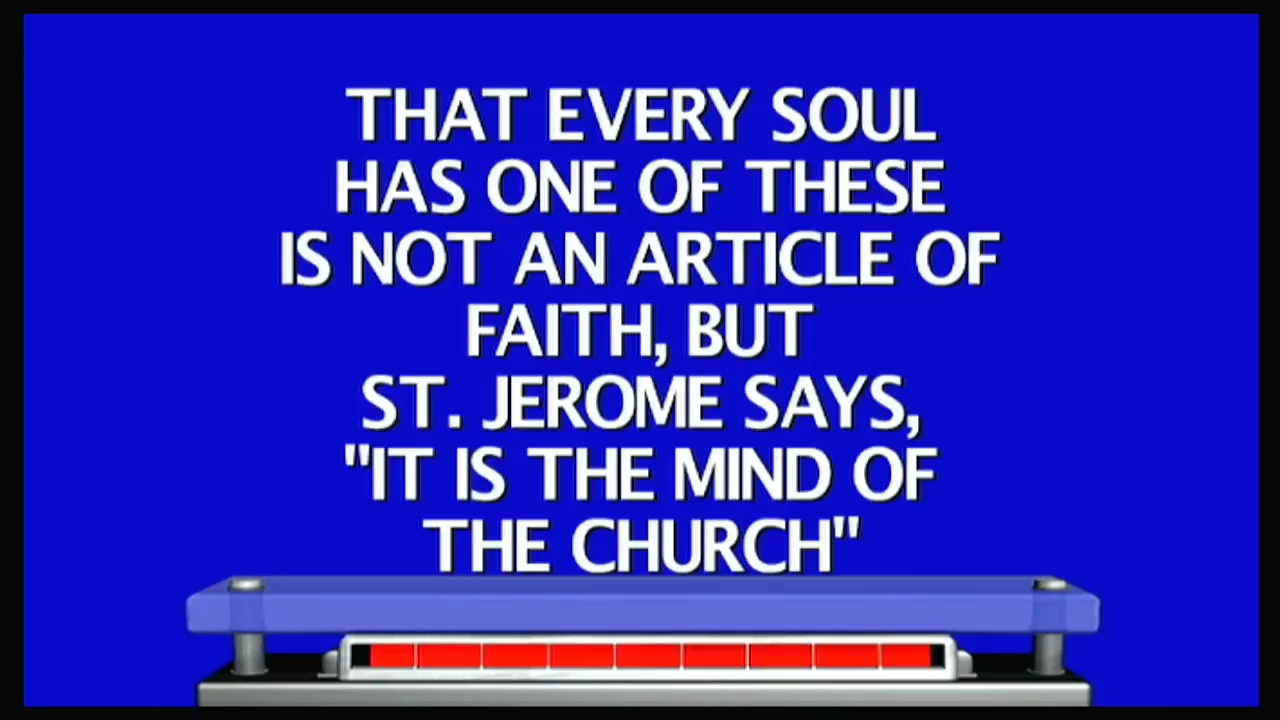 THAT EVERY SOUL
HAS ONE OF THESE
IS NOT AN ARTICLE OF
FAITH, BUT
ST. JEROME SAYS,
"IT IS THE MIND OF
THE CHURCH"